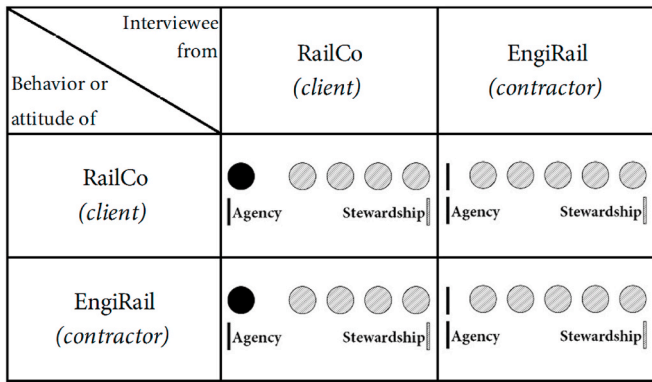 Interviewee
from
Behavior or
attitude of
RailCo
(client)
EngiRail
(contractor)
RailCo
(client)
Agency Stewardship
Agency Stewardship
EngiRail
(contractor)
Agency Stewardship
Agency Stewardship